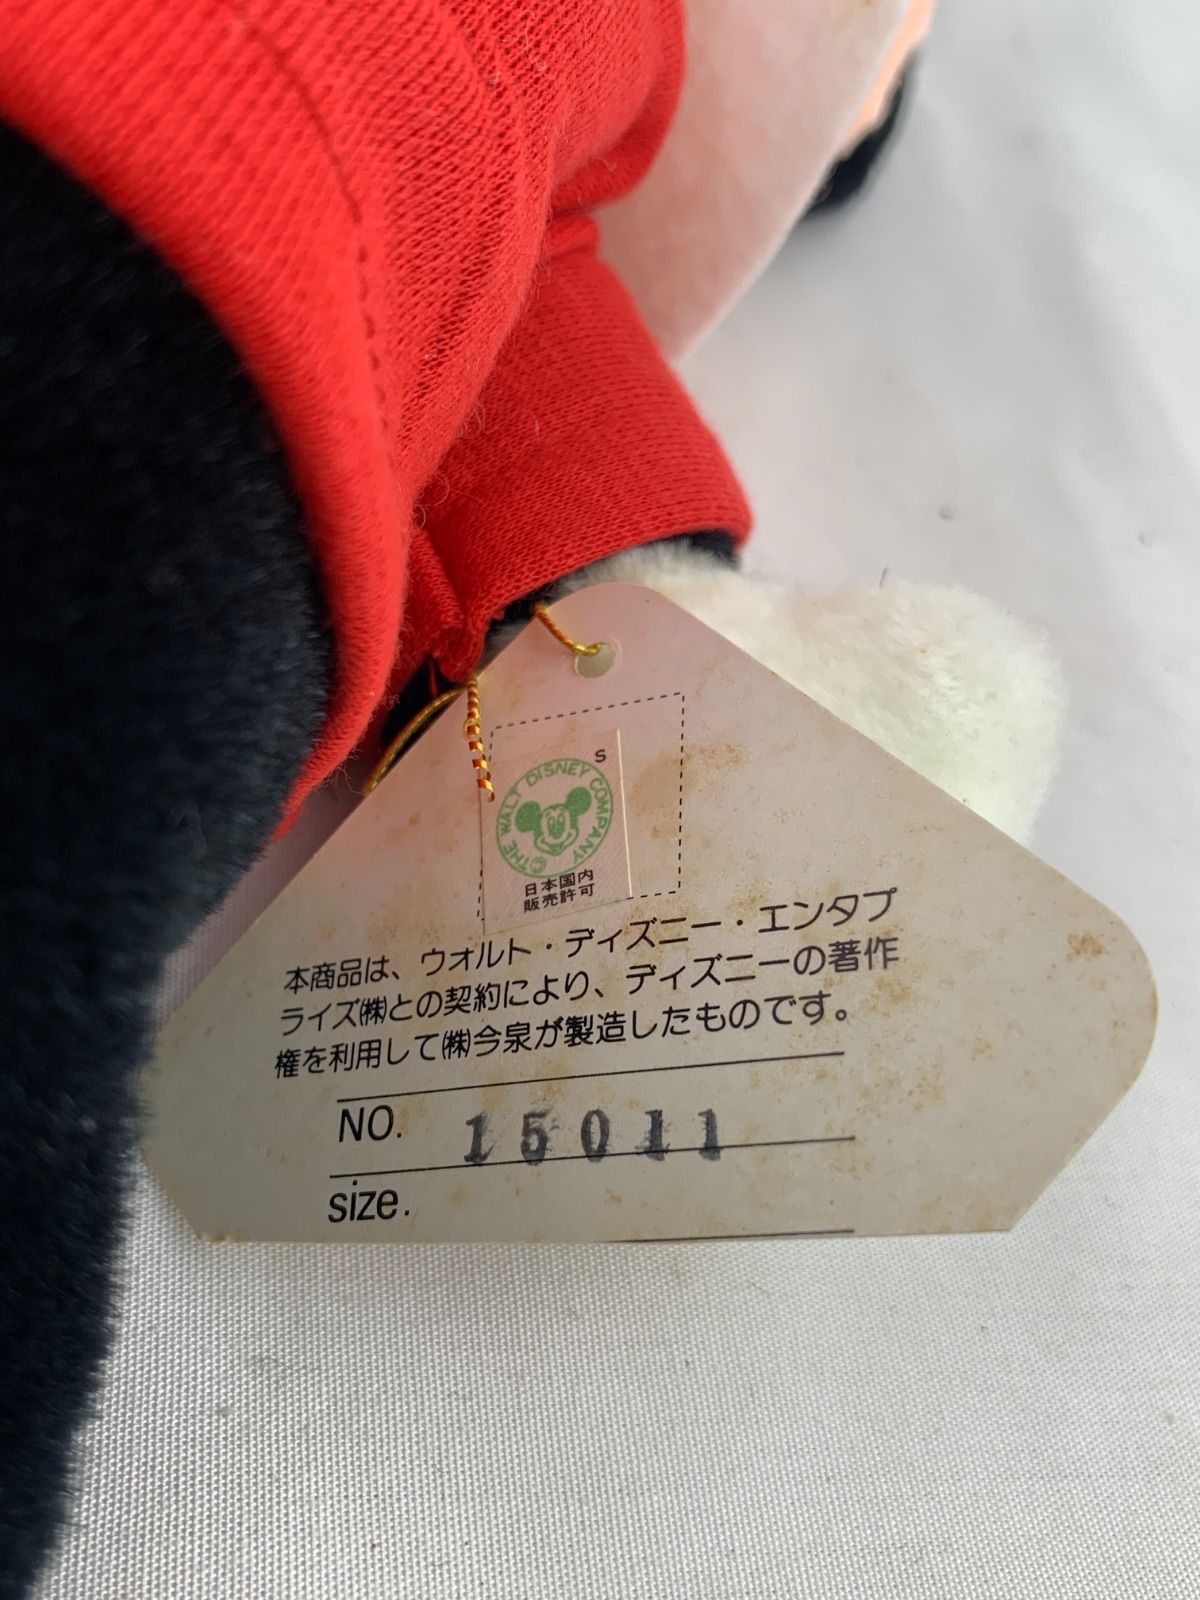 S
©THE WALT DISNEY COMPANY
日本国内
販売許可
本商品は、ウオルト・ディズニー・エンタプ
ライズ㈱との契約により、ディズニーの著作
権を利用して㈱今泉が製造したものです。
NO. 15011
size.